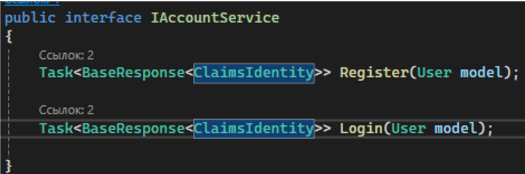 public interface IAccountService
{
Ссылок: 2
Task<BaseResponse<ClaimsIdentity>> Register(User model);
Ссылок: 2
Task<BaseResponse<ClaimsIdentity>> Login(User model);
}